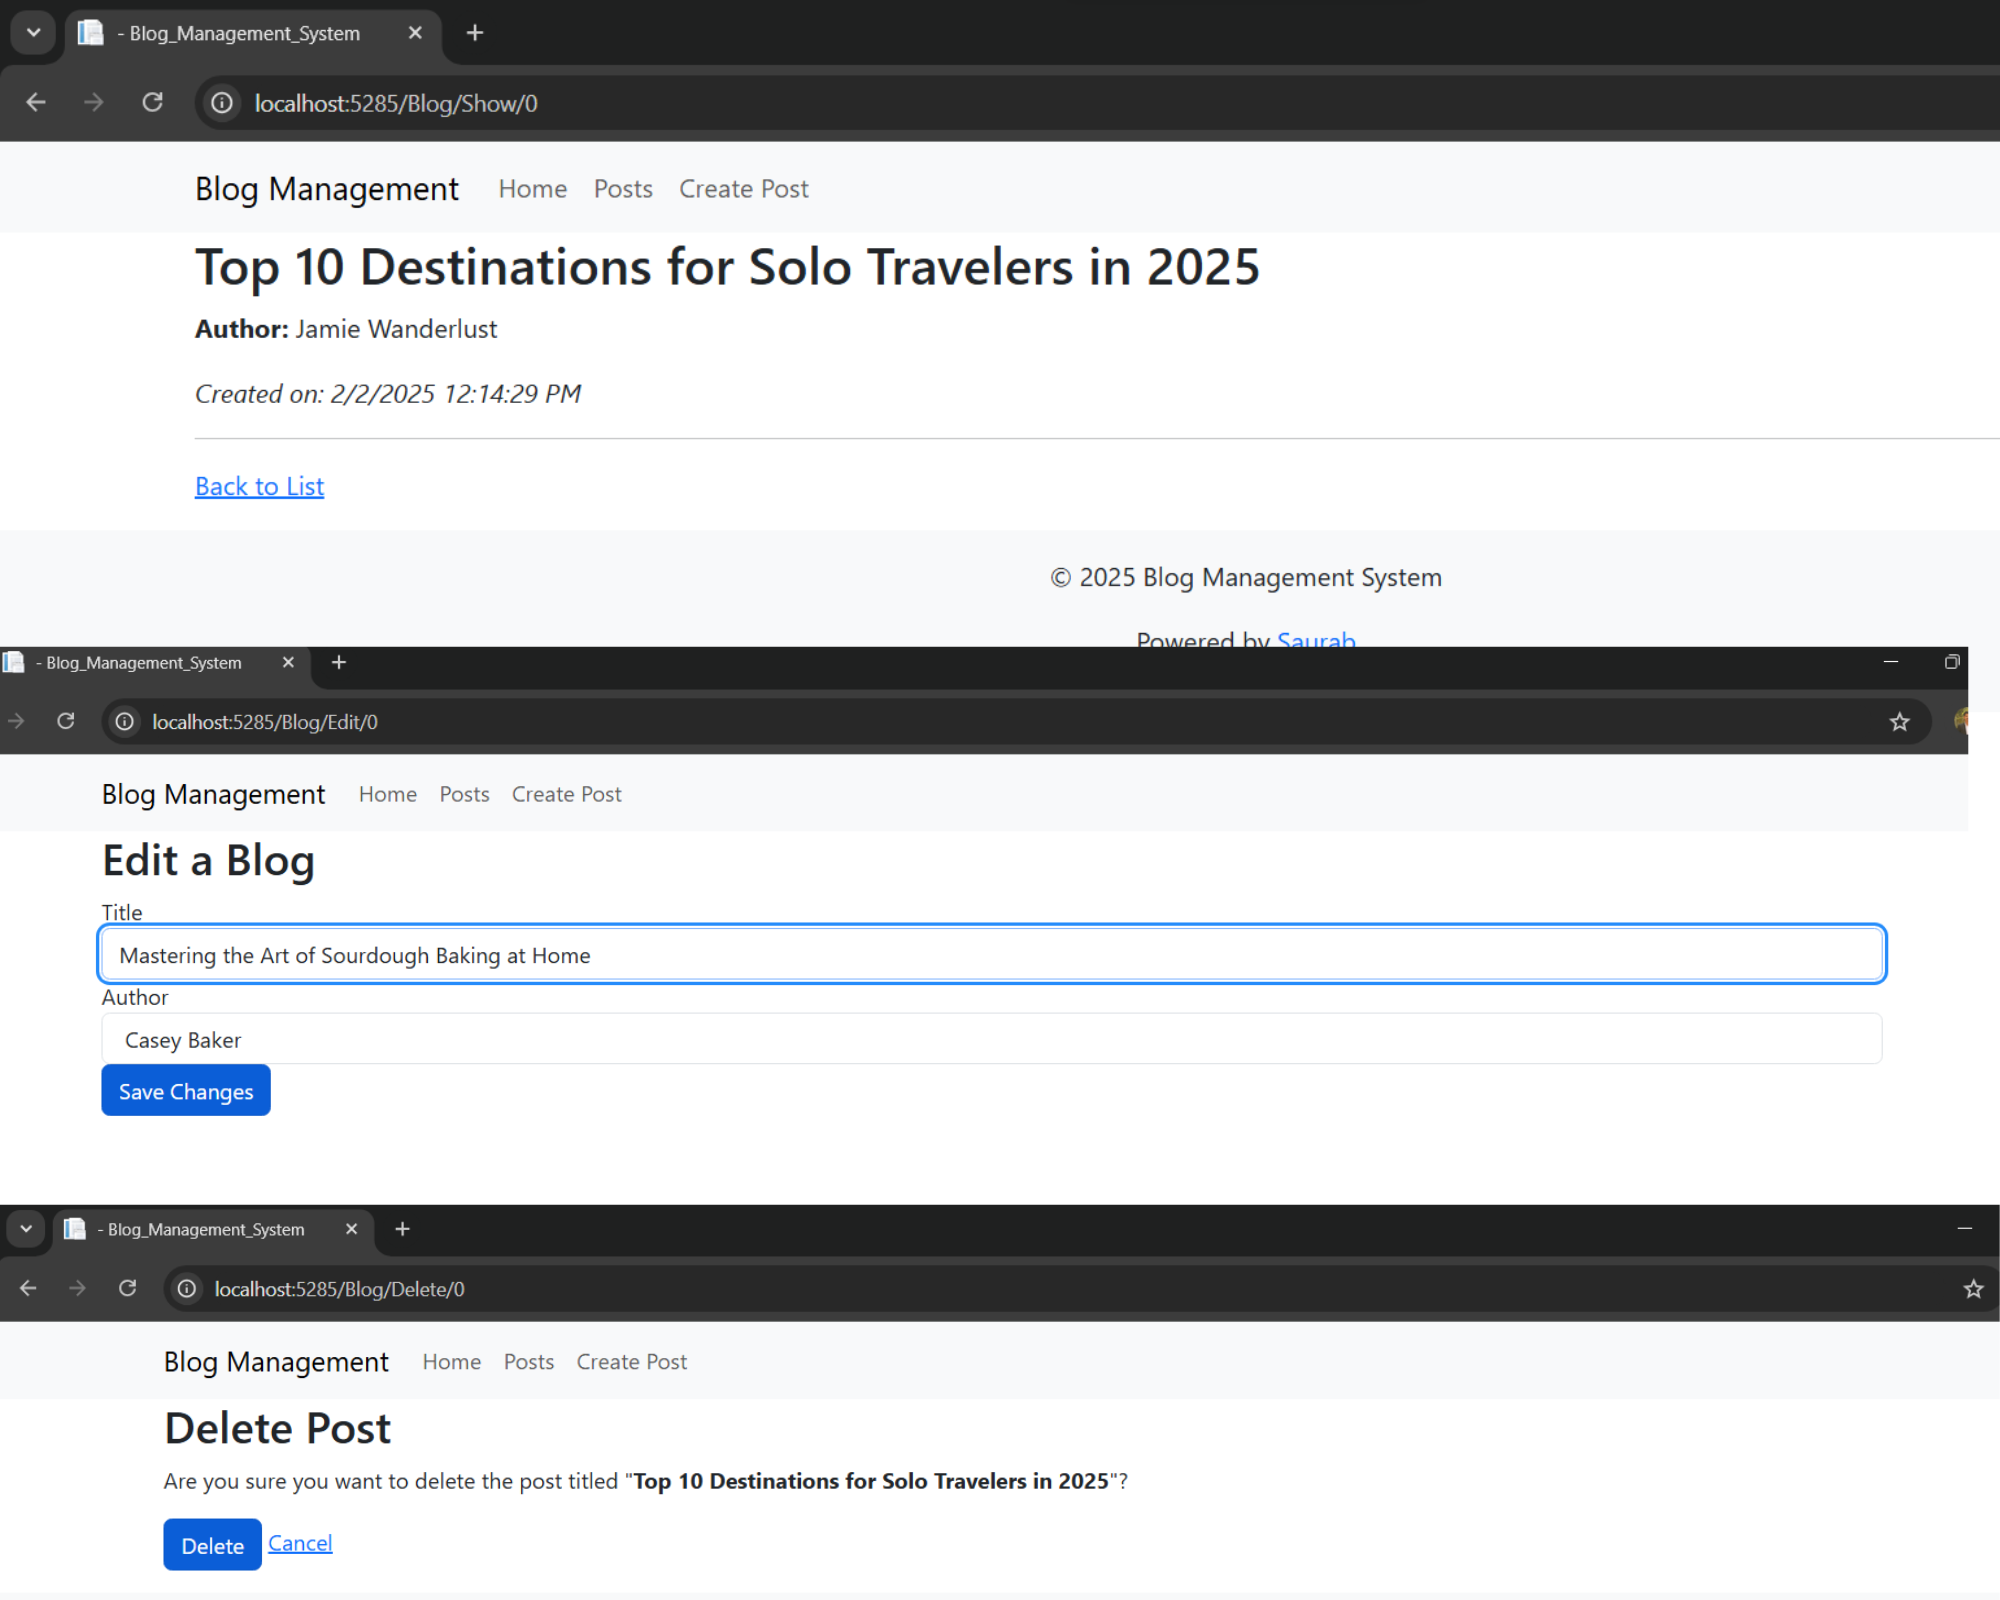 - Blog_Management_System
localhost:5285/Blog/Show/0
Blog Management Home Posts Create Post
Top 10 Destinations for Solo Travelers in 2025
Author: Jamie Wanderlust
Created on: 2/2/2025 12:14:29 PM
Back to List
© 2025 Blog Management System
Powered by Saurab
- Blog_Management_System
localhost:5285/Blog/Edit/0
Blog Management Home Posts Create Post
Edit a Blog
Title
Mastering the Art of Sourdough Baking at Home
Author
Casey Baker
Save Changes
- Blog_Management_System
localhost:5285/Blog/Delete/0
Blog Management Home Posts Create Post
Delete Post
Are you sure you want to delete the post titled "Top 10 Destinations for Solo Travelers in 2025"?
Delete Cancel